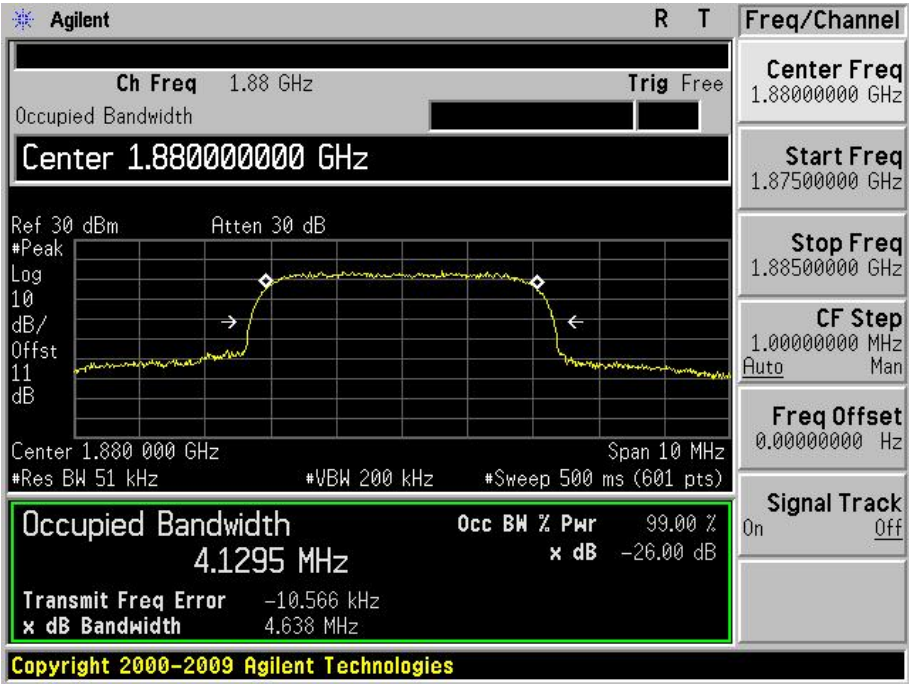 Agilent R T Freq/Channel
Ch Freq 1.88 GHz Trig Free
Occupied Bandwidth
Center 1.880000000 GHz
Ref 30 dBm Atten 30 dB
#Peak
Log
10
dB/
Offst
11
dB
Center 1.880 000 GHz Span 10 MHz
#Res BW 51 kHz #VBW 200 kHz #Sweep 500 ms (601 pts)
Occupied Bandwidth Occ BW % Pwr 99.00 %
4.1295 MHz x dB -26.00 dB
Transmit Freq Error -10.566 kHz
x dB Bandwidth 4.638 MHz
Center Freq
1.88000000 GHz
Start Freq
1.87500000 GHz
Stop Freq
1.88500000 GHz
CF Step
1.00000000 MHz
Auto Man
Freq Offset
0.00000000 Hz
Signal Track
On Off
Copyright 2000-2009 Agilent Technologies